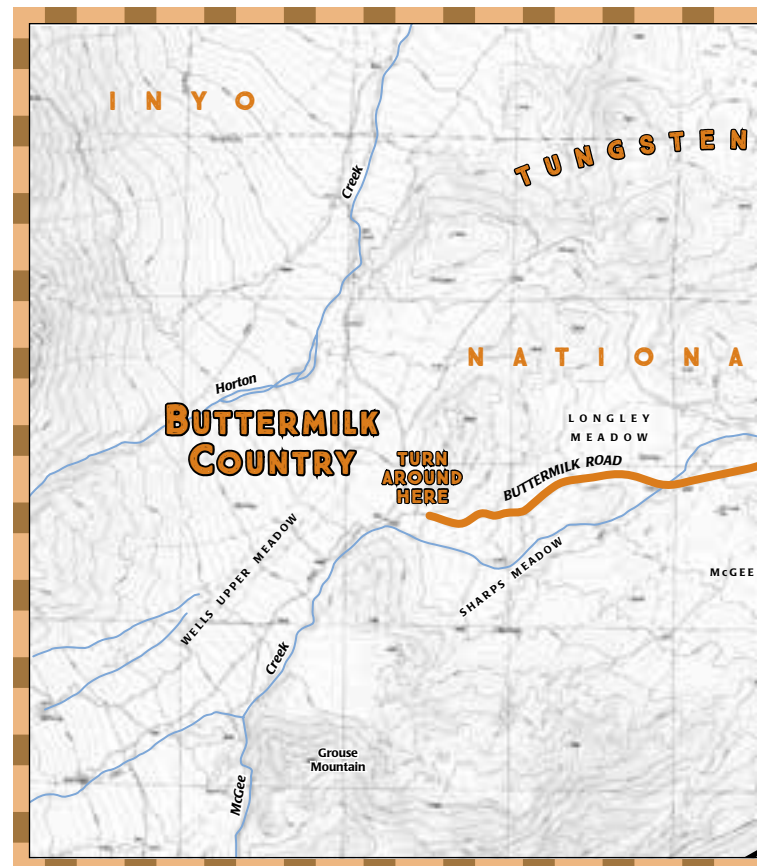 INYO
TUNGSTEN
Creek
NATIONA
Horton
BUTTERMILK
COUNTRY
LONGLEY
MEADOW
TURN
AROUND
HERE
BUTTERMILK ROAD
WELLS UPPER MEADOW
SHARPS MEADOW
McGEE
Creek
Grouse
Mountain
McGee